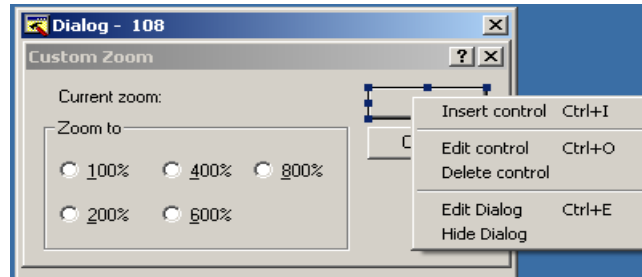 Dialog - 108
Custom Zoom
Current zoom:
Zoom to
100% 400% 800%
200% 600%
C
Insert control Ctrl+I
Edit control Ctrl+O
Delete control
Edit Dialog Ctrl+E
Hide Dialog